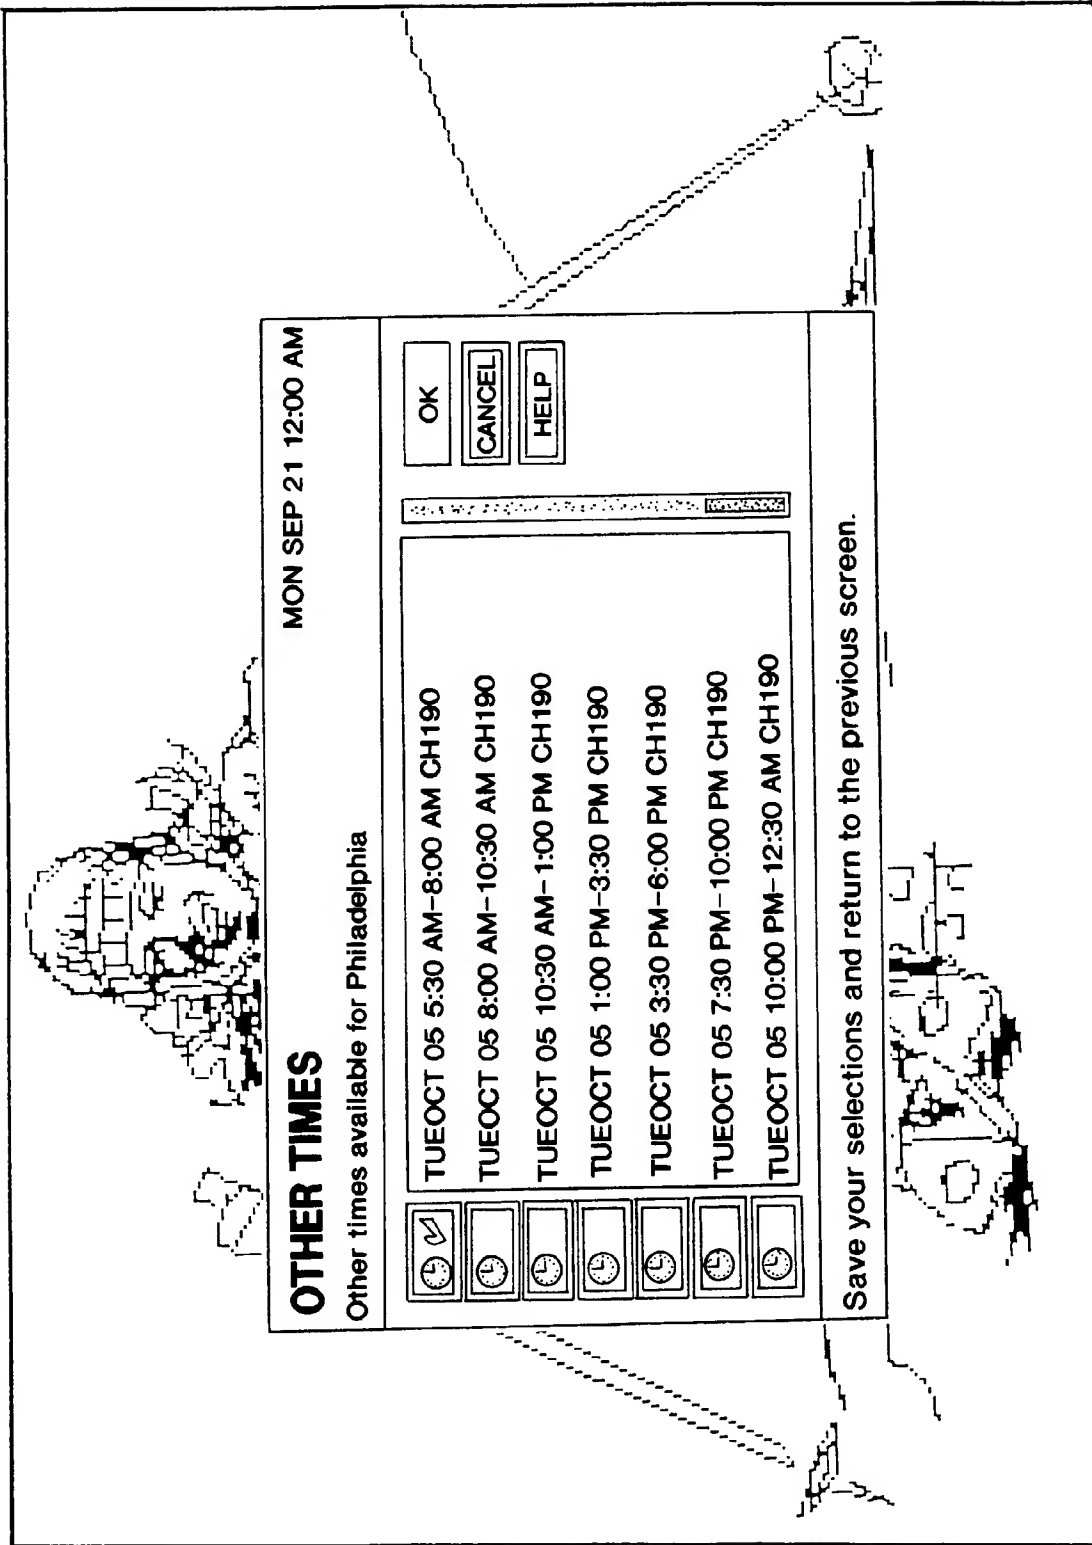 OTHER TIMES
MON SEP 21 12:00 AM
Other times available for Philadelphia
TUEOCT 05 5:30 AM-8:00 AM CH190
TUEOCT 05 8:00 AM-10:30 AM CH190
TUEOCT 05 10:30 AM-1:00 PM CH190
TUEOCT 05 1:00 PM-3:30 PM CH190
TUEOCT 05 3:30 PM-6:00 PM CH190
TUEOCT 05 7:30 PM-10:00 PM CH190
TUEOCT 05 10:00 PM-12:30 AM CH190
OK
CANCEL
HELP
Save your selections and return to the previous screen.